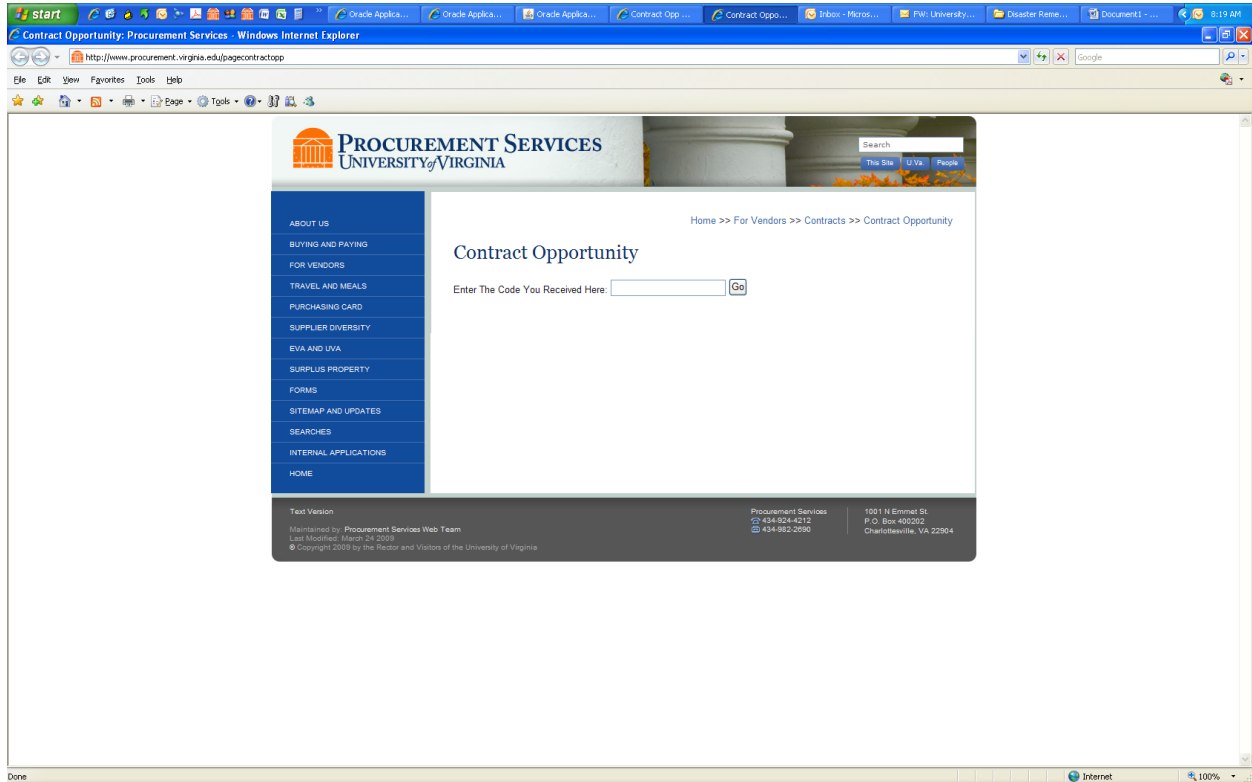 start
Oracle Applica...
Oracle Applica...
Oracle Applica...
Contract Opp ...
Contract Oppo...
Inbox - Micros...
FW: University...
Disaster Reme...
Document1 - ...
8:19 AM
Contract Opportunity: Procurement Services - Windows Internet Explorer
http://www.procurement.virginia.edu/pagecontractopp
Google
File Edit View Favorites Tools Help
Page Tools
PROCUREMENT SERVICES
UNIVERSITY of VIRGINIA
Search
This Site U.Va. People
Home >> For Vendors >> Contracts >> Contract Opportunity
ABOUT US
BUYING AND PAYING
FOR VENDORS
TRAVEL AND MEALS
PURCHASING CARD
SUPPLIER DIVERSITY
EVA AND UVA
SURPLUS PROPERTY
FORMS
SITEMAP AND UPDATES
SEARCHES
INTERNAL APPLICATIONS
HOME
Contract Opportunity
Enter The Code You Received Here: Go
Text Version
Maintained by: Procurement Services Web Team
Last Modified: March 24 2009
© Copyright 2009 by the Rector and Visitors of the University of Virginia
Procurement Services
434-924-4212
434-982-2690
1001 N Emmet St.
P.O. Box 400202
Charlottesville, VA 22904
Done
Internet
100%